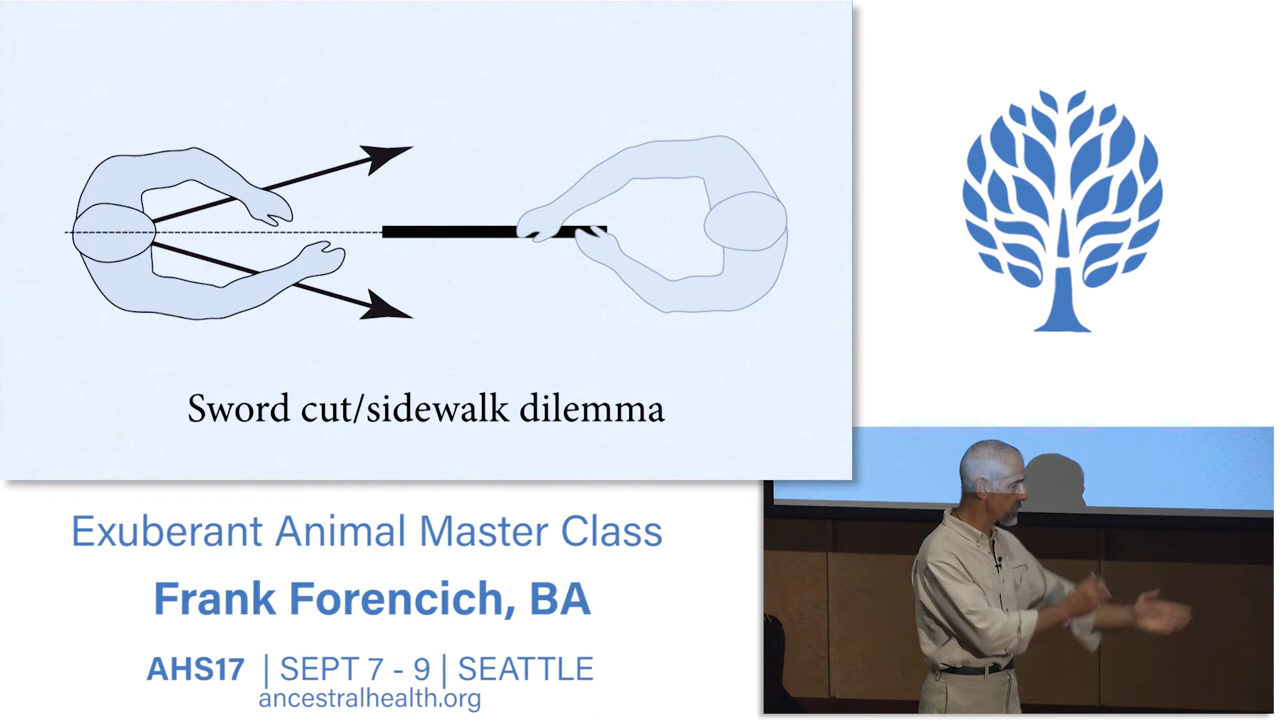 Sword cut/sidewalk dilemma
Exuberant Animal Master Class
Frank Forencich, BA
AHS17 | SEPT 7 - 9 | SEATTLE
ancestralhealth.org